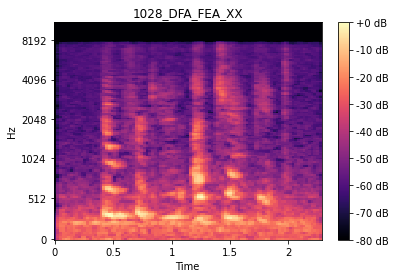 1028_DFA_FEA_XX
+0 dB
8192
-10 dB
4096
-20 dB
-30 dB
2048
-40 dB
Hz
1024
-50 dB
512
-60 dB
-70 dB
0
-80 dB
0 0.5 1 1.5 2
Time